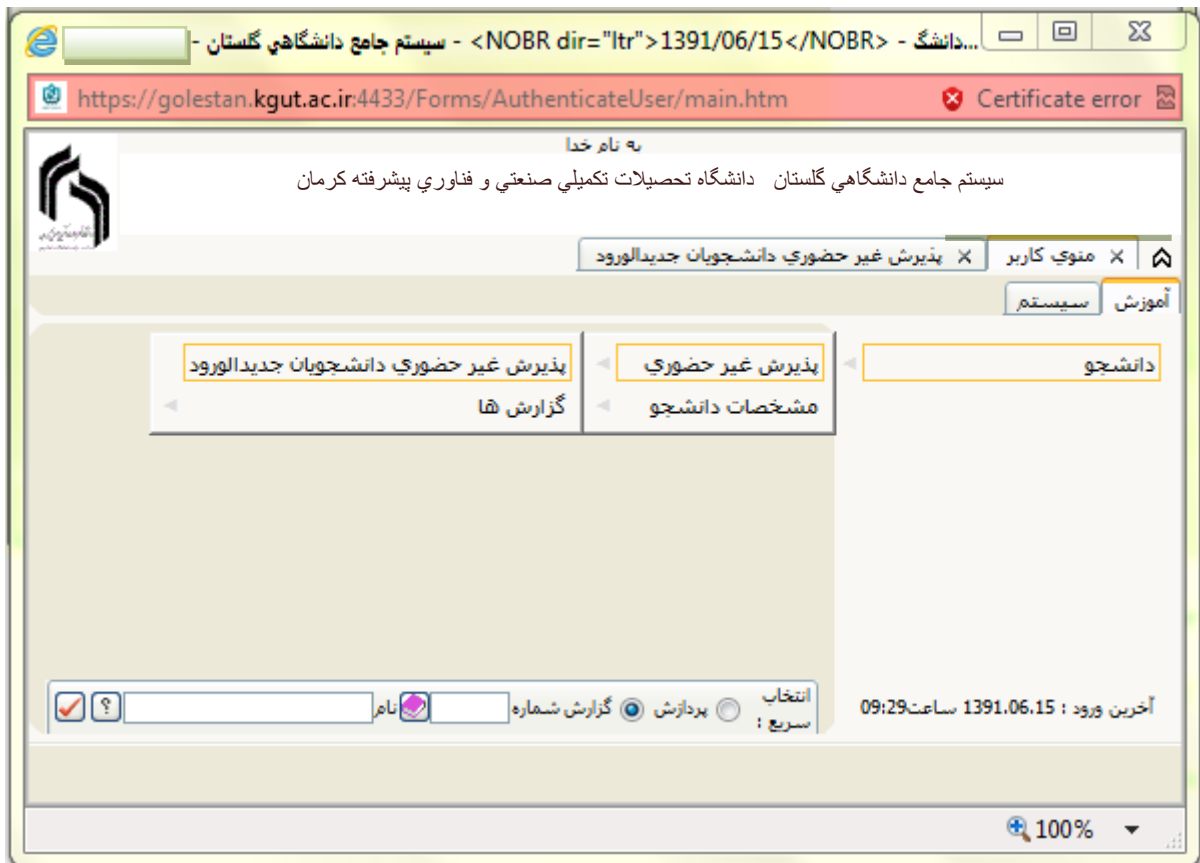 ...دانشگ - <NOBR dir="ltr">1391/06/15</NOBR> - سيستم جامع دانشگاهي گلستان -
https://golestan.kgut.ac.ir:4433/Forms/AuthenticateUser/main.htm Certificate error
به نام خدا
سيستم جامع دانشگاهي گلستان دانشگاه تحصيلات تكميلي صنعتي و فناوري پيشرفته كرمان
منوي كاربر X پذيرش غير حضوري دانشجويان جديدالورود X
آموزش سيستم
دانشجو پذيرش غير حضوري پذيرش غير حضوري دانشجويان جديدالورود
مشخصات دانشجو گزارش ها
آخرين ورود : 1391.06.15 ساعت09:29
انتخاب سريع : پردازش گزارش شماره نام ؟
100%